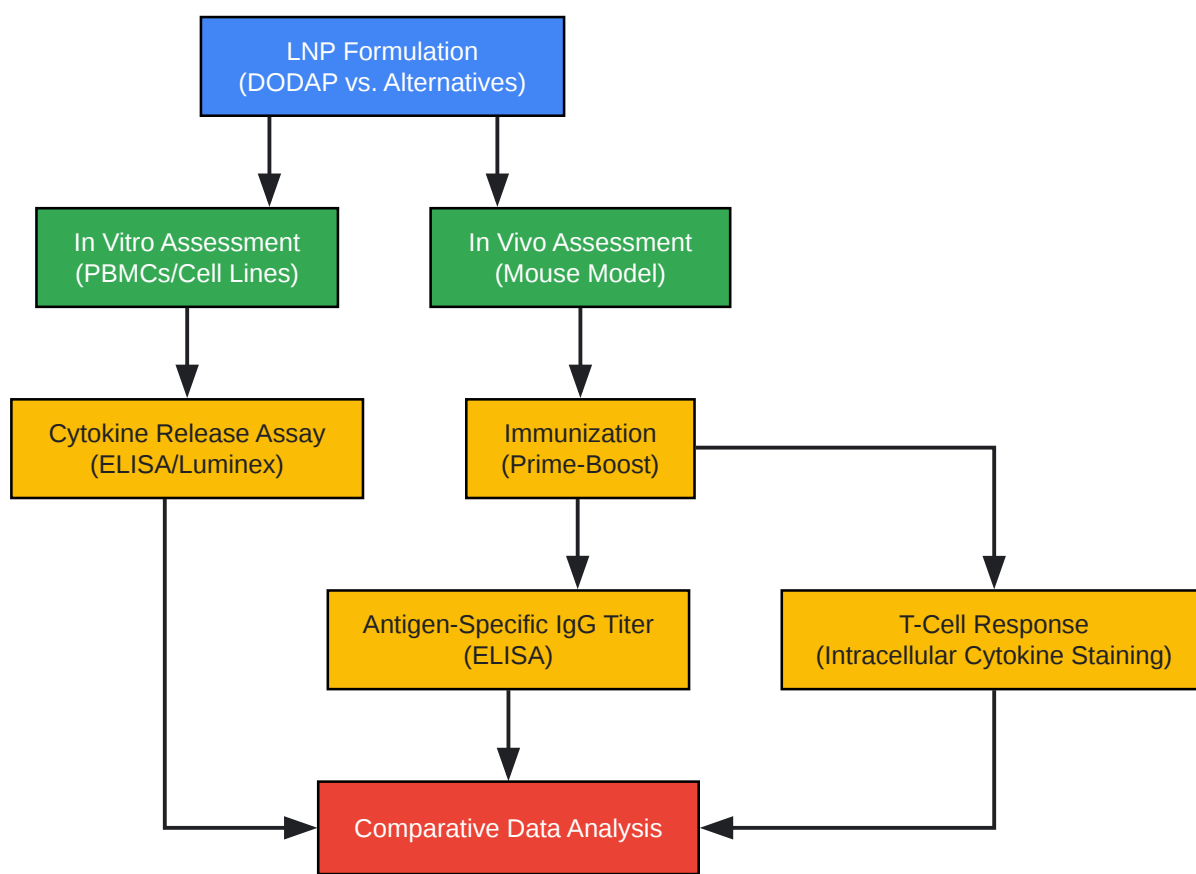 LNP Formulation
(DODAP vs. Alternatives)
In Vitro Assessment
(PBMCs/Cell Lines)
In Vivo Assessment
(Mouse Model)
Cytokine Release Assay
(ELISA/Luminex)
Immunization
(Prime-Boost)
Antigen-Specific IgG Titer
(ELISA)
T-Cell Response
(Intracellular Cytokine Staining)
Comparative Data Analysis